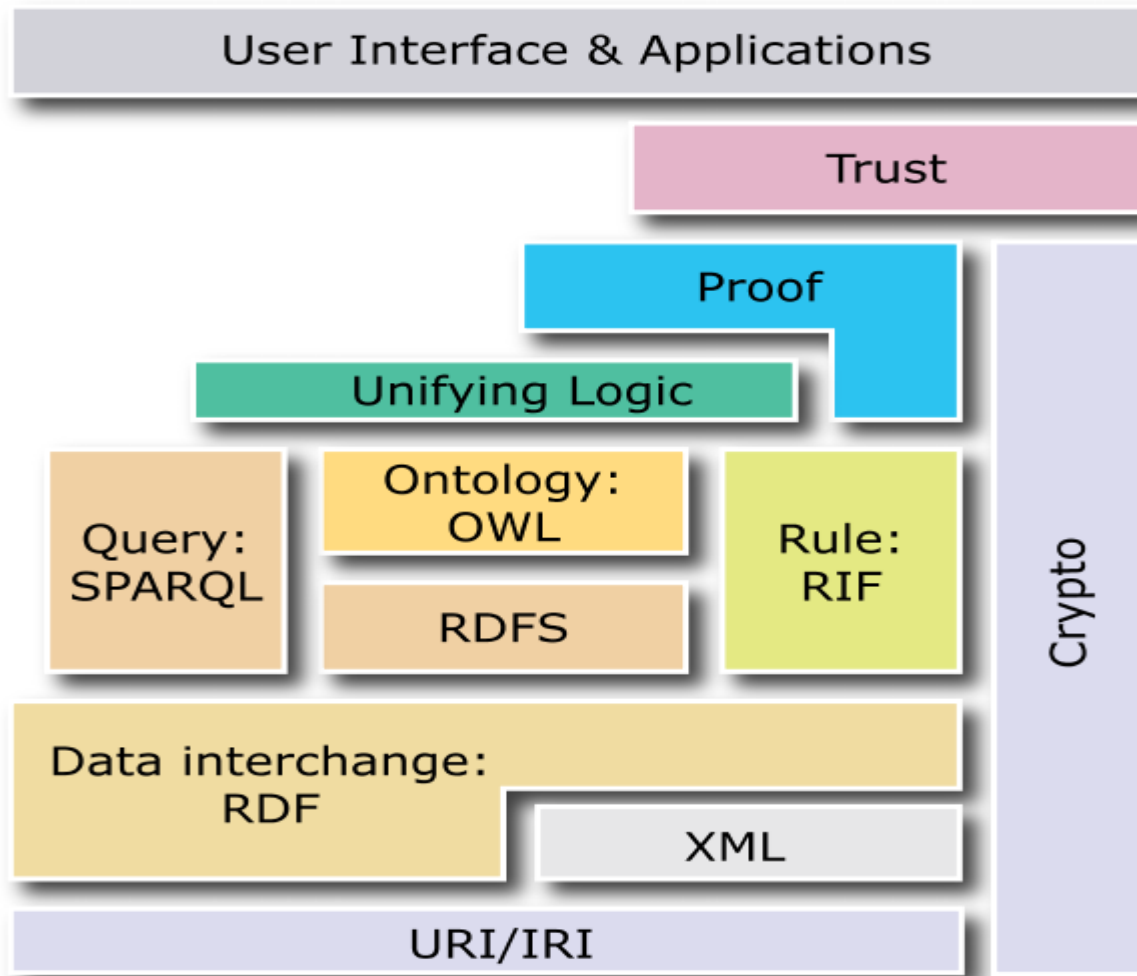 User Interface & Applications
Trust
Proof
Unifying Logic
Query:
SPARQL
Ontology:
OWL
RDFS
Rule:
RIF
Crypto
Data interchange:
RDF
XML
URI/IRI